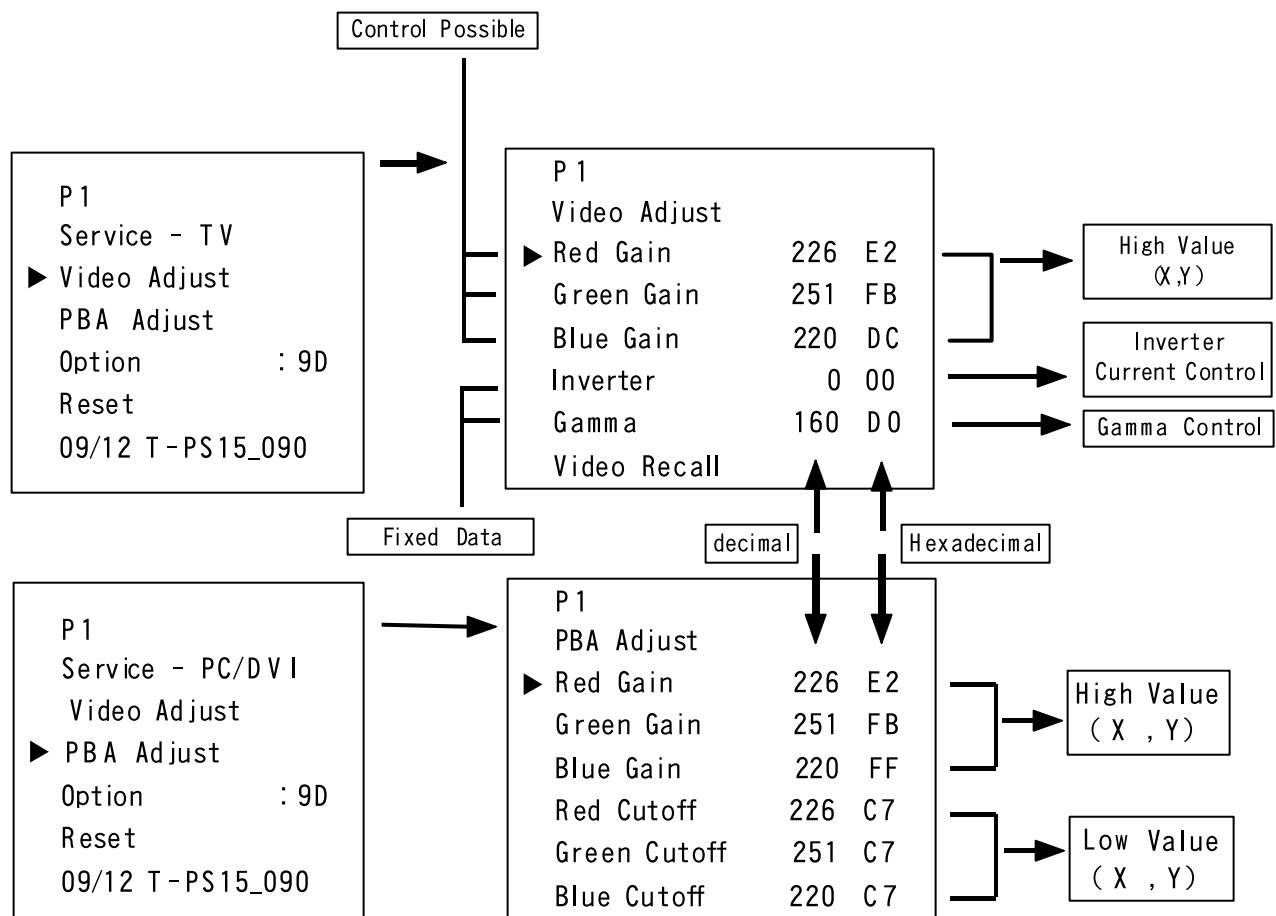 Control Possible
P1
Service - TV
▶ Video Adjust
PBA Adjust
Option : 9D
Reset
09/12 T-PS15_090
P1
Video Adjust
▶ Red Gain 226 E2
Green Gain 251 FB
Blue Gain 220 DC
Inverter 0 00
Gamma 160 D0
Video Recall
High Value
(X,Y)
Inverter
Current Control
Gamma Control
Fixed Data
decimal
Hexadecimal
P1
Service - PC/DVI
Video Adjust
▶ PBA Adjust
Option : 9D
Reset
09/12 T-PS15_090
P1
PBA Adjust
▶ Red Gain 226 E2
Green Gain 251 FB
Blue Gain 220 FF
Red Cutoff 226 C7
Green Cutoff 251 C7
Blue Cutoff 220 C7
High Value
( X , Y)
Low Value
( X , Y)